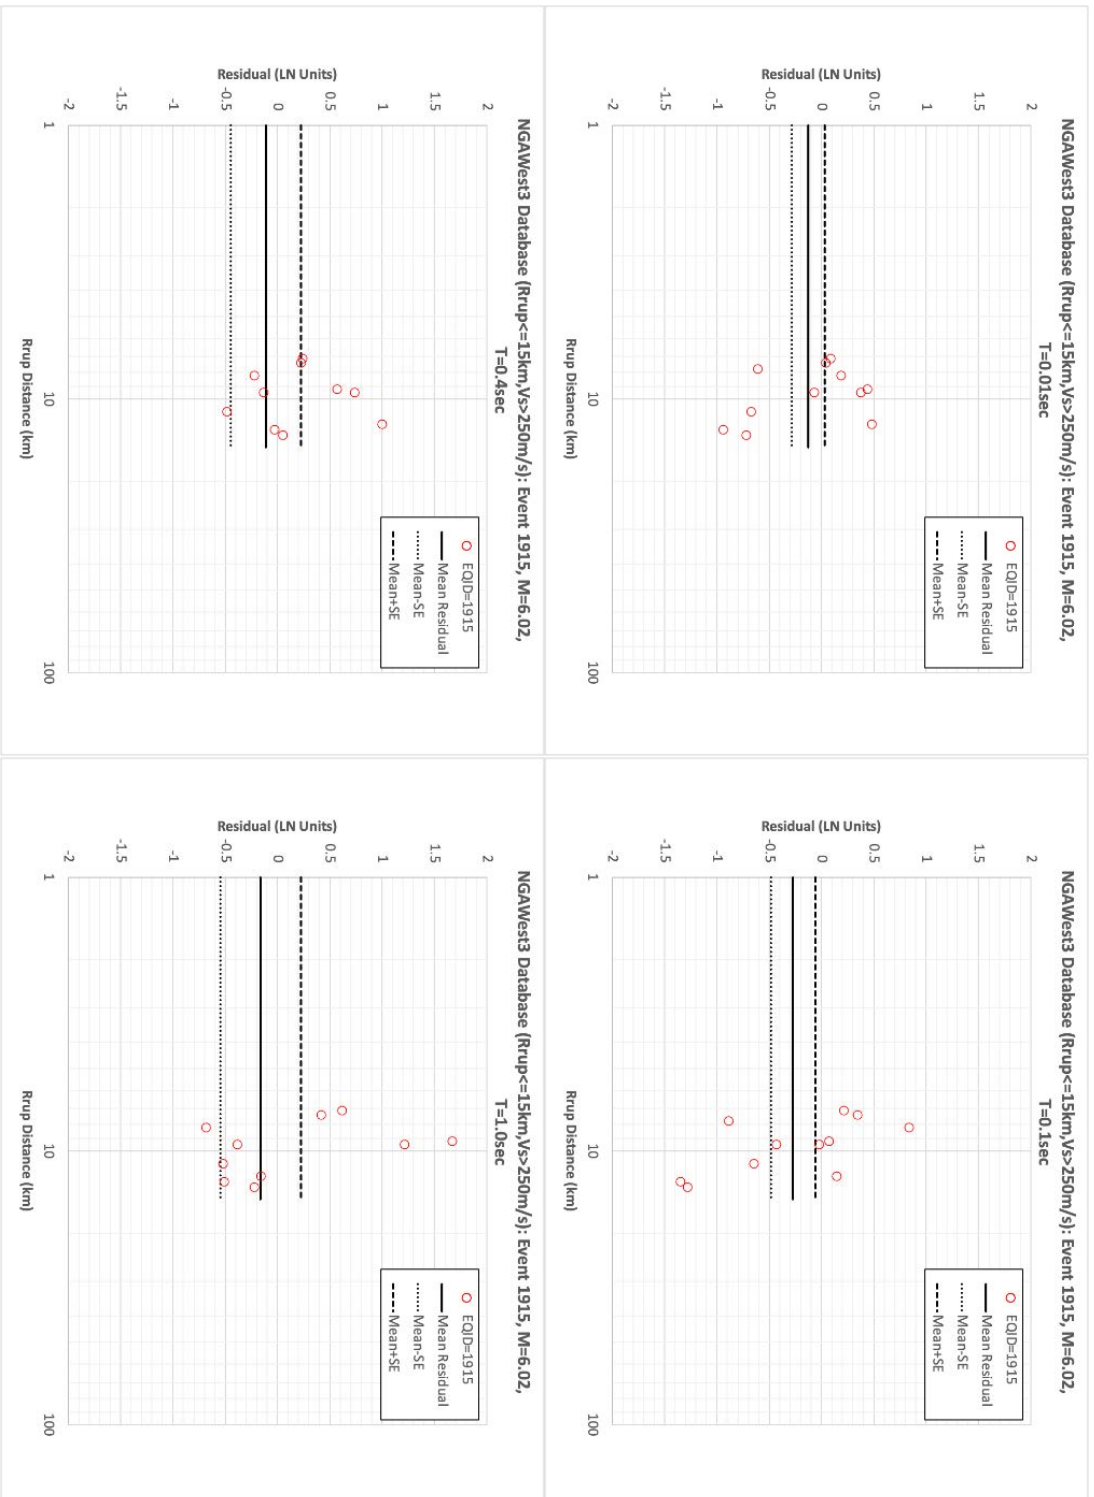 NGAWest3 Database (Rrup<=15km,Vs>250m/s): Event 1915, M=6.02,
T=0.01sec
2
1.5
1
0.5
0
-0.5
-1
-1.5
-2
Residual (LN Units)
EQID=1915
Mean Residual
Mean-SE
Mean+SE
1 10 100
Rrup Distance (km)
NGAWest3 Database (Rrup<=15km,Vs>250m/s): Event 1915, M=6.02,
T=0.1sec
2
1.5
1
0.5
0
-0.5
-1
-1.5
-2
Residual (LN Units)
EQID=1915
Mean Residual
Mean-SE
Mean+SE
1 10 100
Rrup Distance (km)
NGAWest3 Database (Rrup<=15km,Vs>250m/s): Event 1915, M=6.02,
T=0.4sec
2
1.5
1
0.5
0
-0.5
-1
-1.5
-2
Residual (LN Units)
EQID=1915
Mean Residual
Mean-SE
Mean+SE
1 10 100
Rrup Distance (km)
NGAWest3 Database (Rrup<=15km,Vs>250m/s): Event 1915, M=6.02,
T=1.0sec
2
1.5
1
0.5
0
-0.5
-1
-1.5
-2
Residual (LN Units)
EQID=1915
Mean Residual
Mean-SE
Mean+SE
1 10 100
Rrup Distance (km)